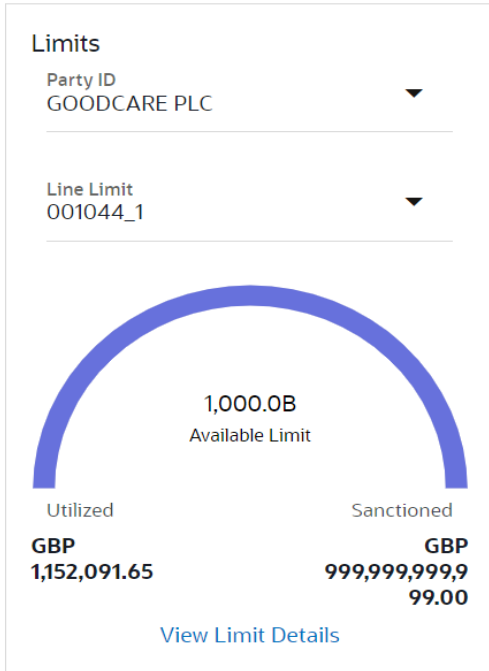 Limits
Party ID
GOODCARE PLC
Line Limit
001044_1
1,000.0B
Available Limit
Utilized
Sanctioned
GBP
1,152,091.65
GBP
999,999,999,9
99.00
View Limit Details